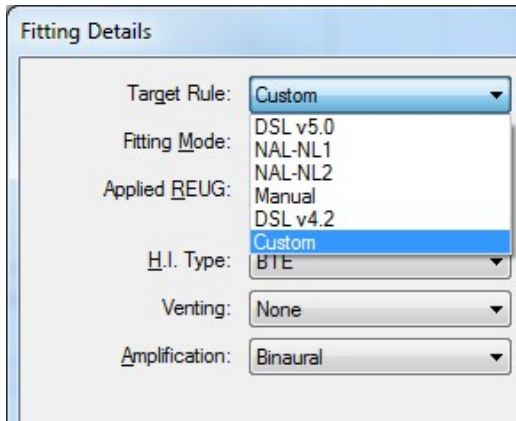 Fitting Details
Target Rule: Custom
DSL v5.0
Fitting Mode: NAL-NL1
NAL-NL2
Applied REUG: Manual
DSL v4.2
Custom
H.I. Type: BTE
Venting: None
Amplification: Binaural